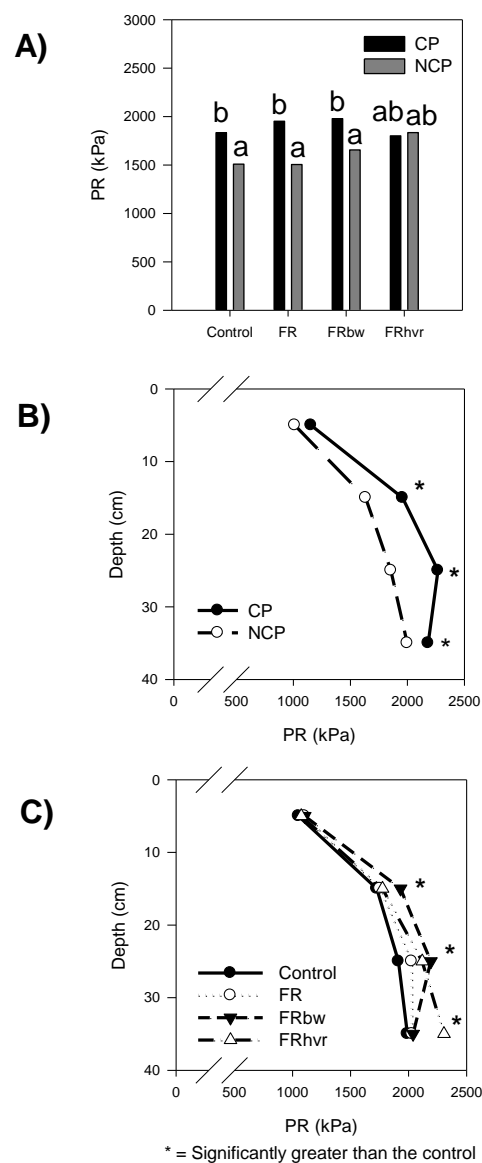 A)
3000
2500
2000
1500
1000
500
0
PR (kPa)
CP
NCP
b
a
b
a
b
a
ab
ab
Control
FR
FRbw
FRhvr
B)
0
10
20
30
40
Depth (cm)
*
*
*
CP
NCP
0
500
1000
1500
2000
2500
PR (kPa)
C)
0
10
20
30
40
Depth (cm)
*
*
*
Control
FR
FRbw
FRhvr
0
500
1000
1500
2000
2500
PR (kPa)
* = Significantly greater than the control